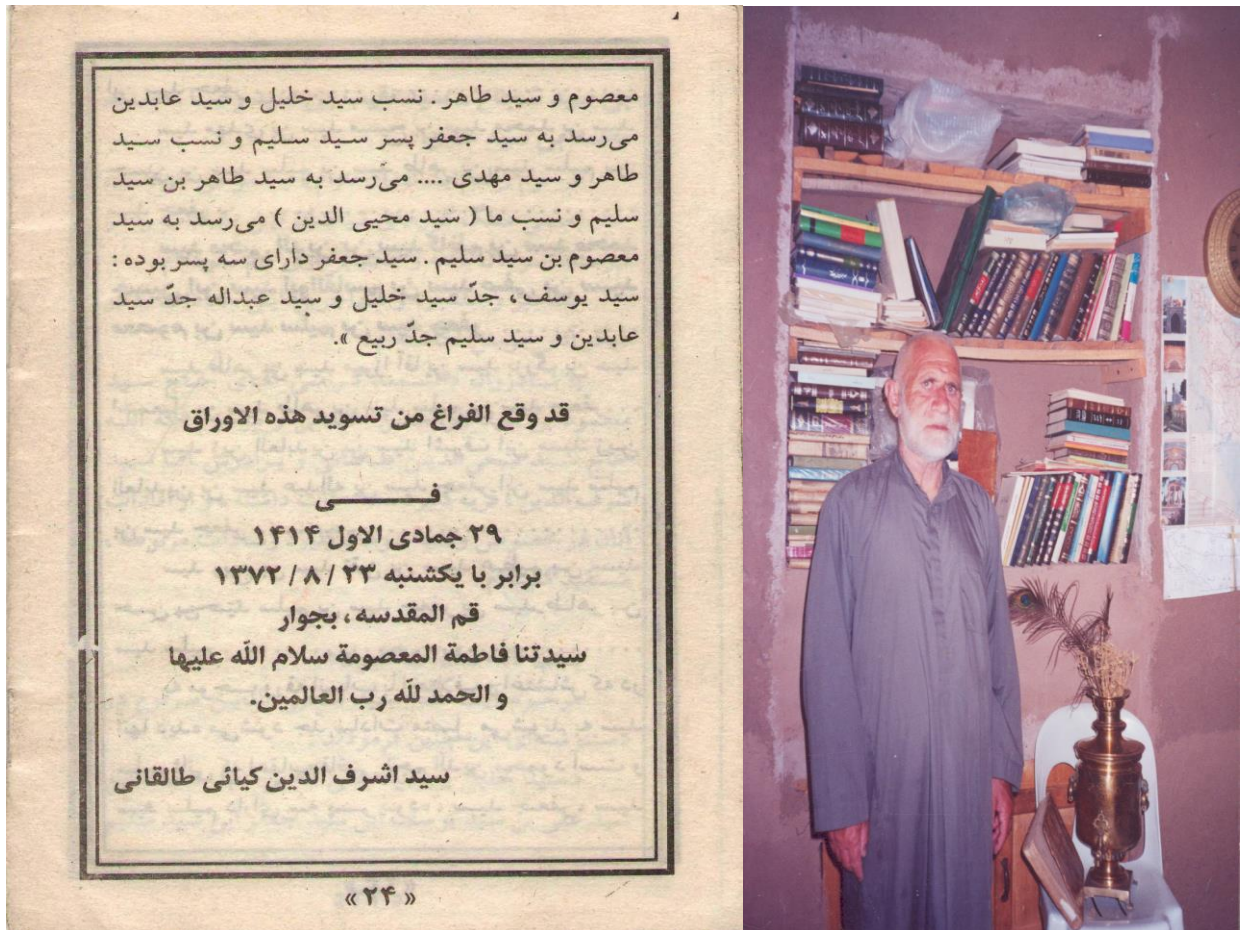 معصوم و سید طاهر . نسب سید خلیل و سید عابدین
می‌رسد به سید جعفر پسر سید سلیم و نسب سید
طاهر و سید مهدی .... می‌رسد به سید طاهر بن سید
سلیم و نسب ما ( سید محیی الدین ) می‌رسد به سید
معصوم بن سید سلیم . سید جعفر دارای سه پسر بوده :
سید یوسف ، جدّ سید خلیل و سید عبداله جدّ سید
عابدین و سید سلیم جدّ ربیع ».
قد وقع الفراغ من تسوید هذه الاوراق
فــــــــــی
۲۹ جمادی الاول ۱۴۱۴
برابر با یکشنبه ۲۳ / ۸ / ۱۳۷۲
قم المقدسه ، بجوار
سیدتنا فاطمة المعصومة سلام اللّه علیها
و الحمد للّه رب العالمین.
سید اشرف الدین کیائی طالقانی
« ۲۴ »